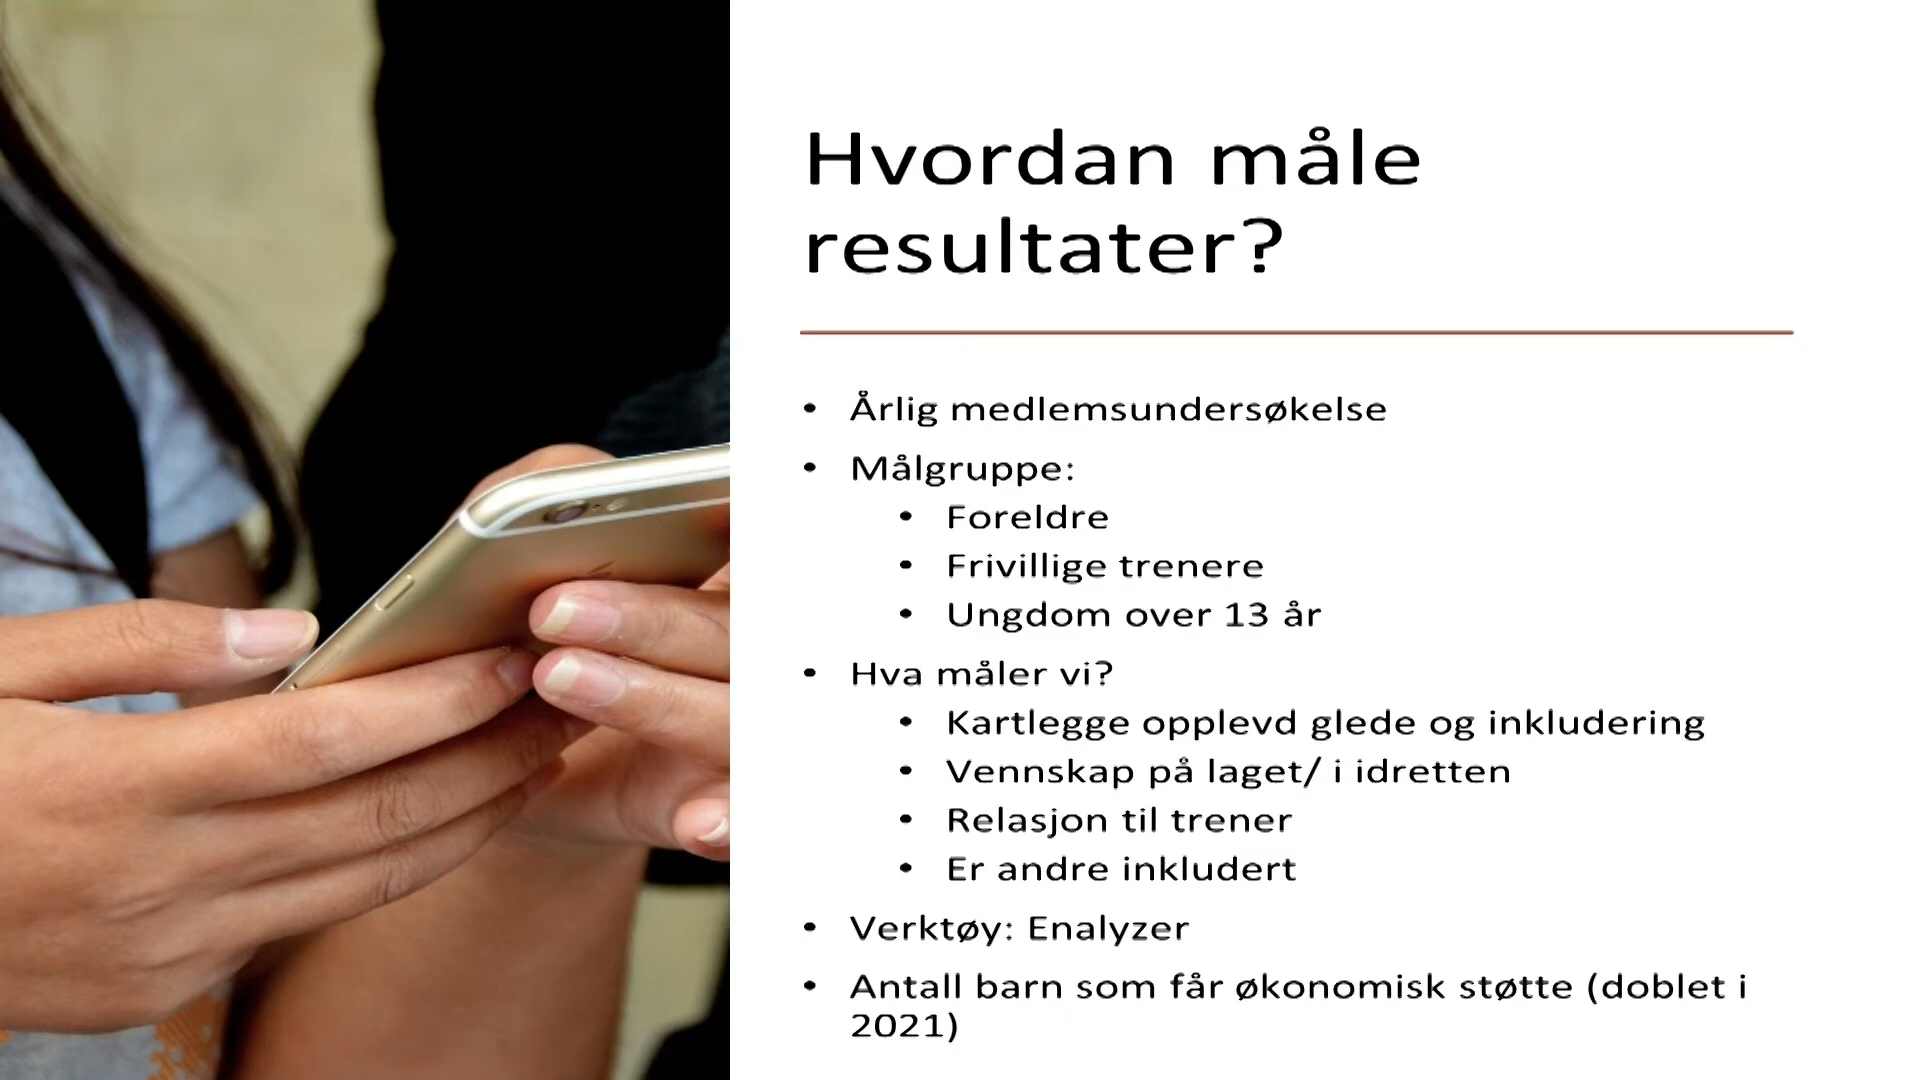 Hvordan måle
resultater?
• Årlig medlemsundersøkelse
• Målgruppe:
• Foreldre
• Frivillige trenere
• Ungdom over 13 år
• Hva måler vi?
• Kartlegge opplevd glede og inkludering
• Vennskap på laget/ i idretten
• Relasjon til trener
• Er andre inkludert
• Verktøy: Enalyzer
• Antall barn som får økonomisk støtte (doblet i
2021)